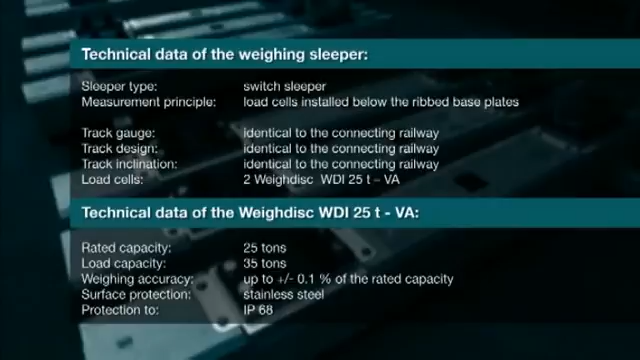 Technical data of the weighing sleeper:
Sleeper type: switch sleeper
Measurement principle: load cells installed below the ribbed base plates
Track gauge: identical to the connecting railway
Track design: identical to the connecting railway
Track inclination: identical to the connecting railway
Load cells: 2 Weighdisc WDI 25 t – VA
Technical data of the Weighdisc WDI 25 t - VA:
Rated capacity: 25 tons
Load capacity: 35 tons
Weighing accuracy: up to +/- 0.1 % of the rated capacity
Surface protection: stainless steel
Protection to: IP 68